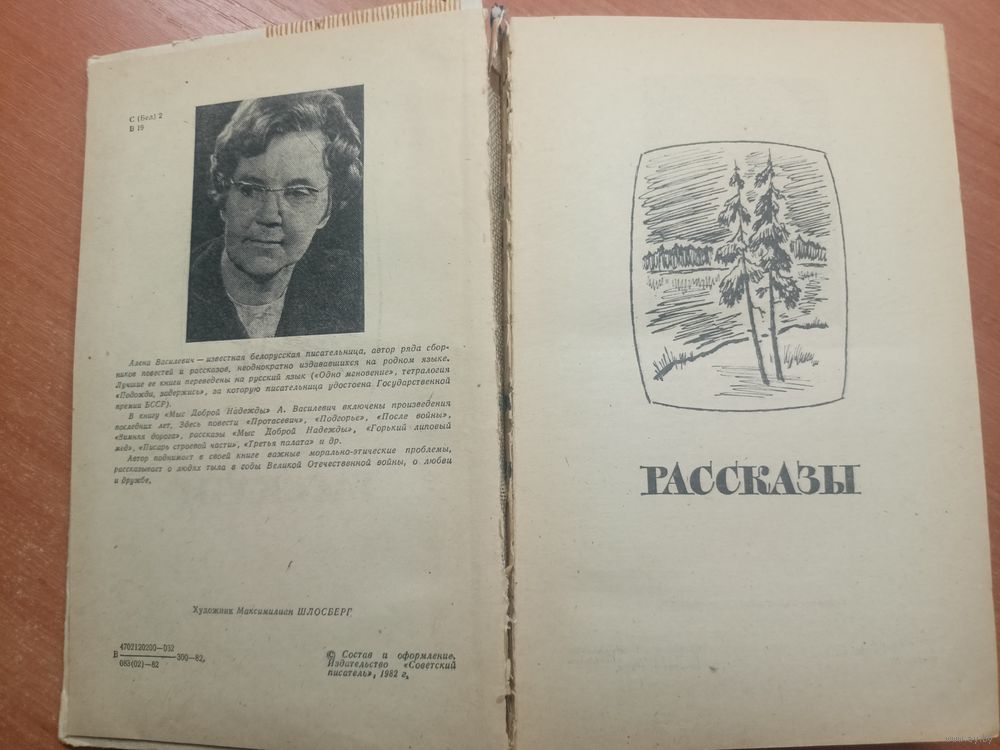 С (Бел) 2
В 19
Алена Василевич — известная белорусская писательница, автор ряда сбор-
ников повестей и рассказов, неоднократно издававшихся на родном языке.
Лучшие ее книги переведены на русский язык («Одно мгновение», тетралогия
«Подожди, задержись», за которую писательница удостоена Государственной
премии БССР).
В книгу «Мыс Доброй Надежды» А. Василевич включены произведения
последних лет. Здесь повести «Протасевич», «Подгорье», «После войны»,
«Зимняя дорога», рассказы «Мыс Доброй Надежды», «Горький липовый
мед», «Писарь строевой части», «Третья палата» и др.
Автор поднимает в своей книге важные морально-этические проблемы,
рассказывает о людях тыла в годы Великой Отечественной войны, о любви
и дружбе.
Художник Максимилиан ШЛОСБЕРГ
4702120200—032
В ——— 300—82.
083(02)—82
© Состав и оформление.
Издательство «Советский
писатель», 1982 г.
РАССКАЗЫ